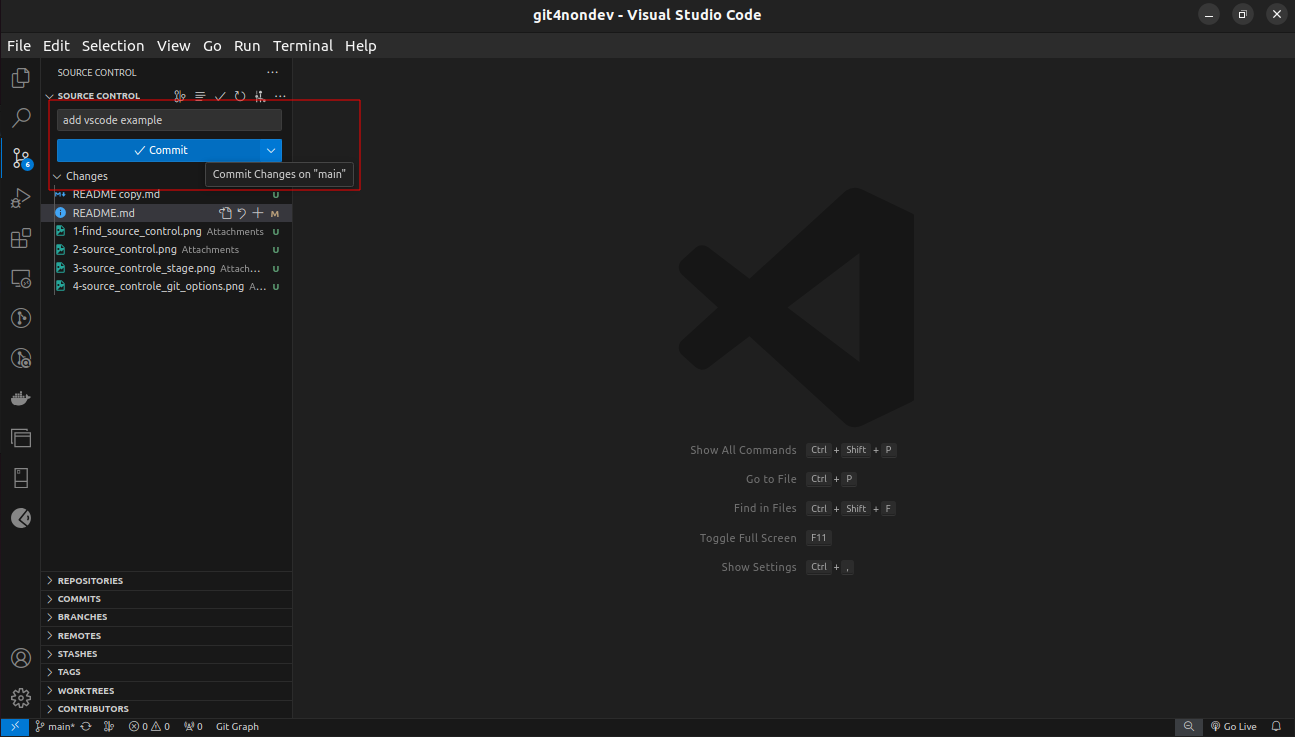 git4nondev - Visual Studio Code
File Edit Selection View Go Run Terminal Help
SOURCE CONTROL
SOURCE CONTROL
add vscode example
Commit
Commit Changes on "main"
Changes
README copy.md U
README.md M
1-find_source_control.png Attachments U
2-source_control.png Attachments U
3-source_controle_stage.png Attach... U
4-source_controle_git_options.png A... U
6
Show All Commands Ctrl + Shift + P
Go to File Ctrl + P
Find in Files Ctrl + Shift + F
Toggle Full Screen F11
Show Settings Ctrl + ,
REPOSITORIES
COMMITS
BRANCHES
REMOTES
STASHES
TAGS
WORKTREES
CONTRIBUTORS
main* 0 0 0 Git Graph Go Live